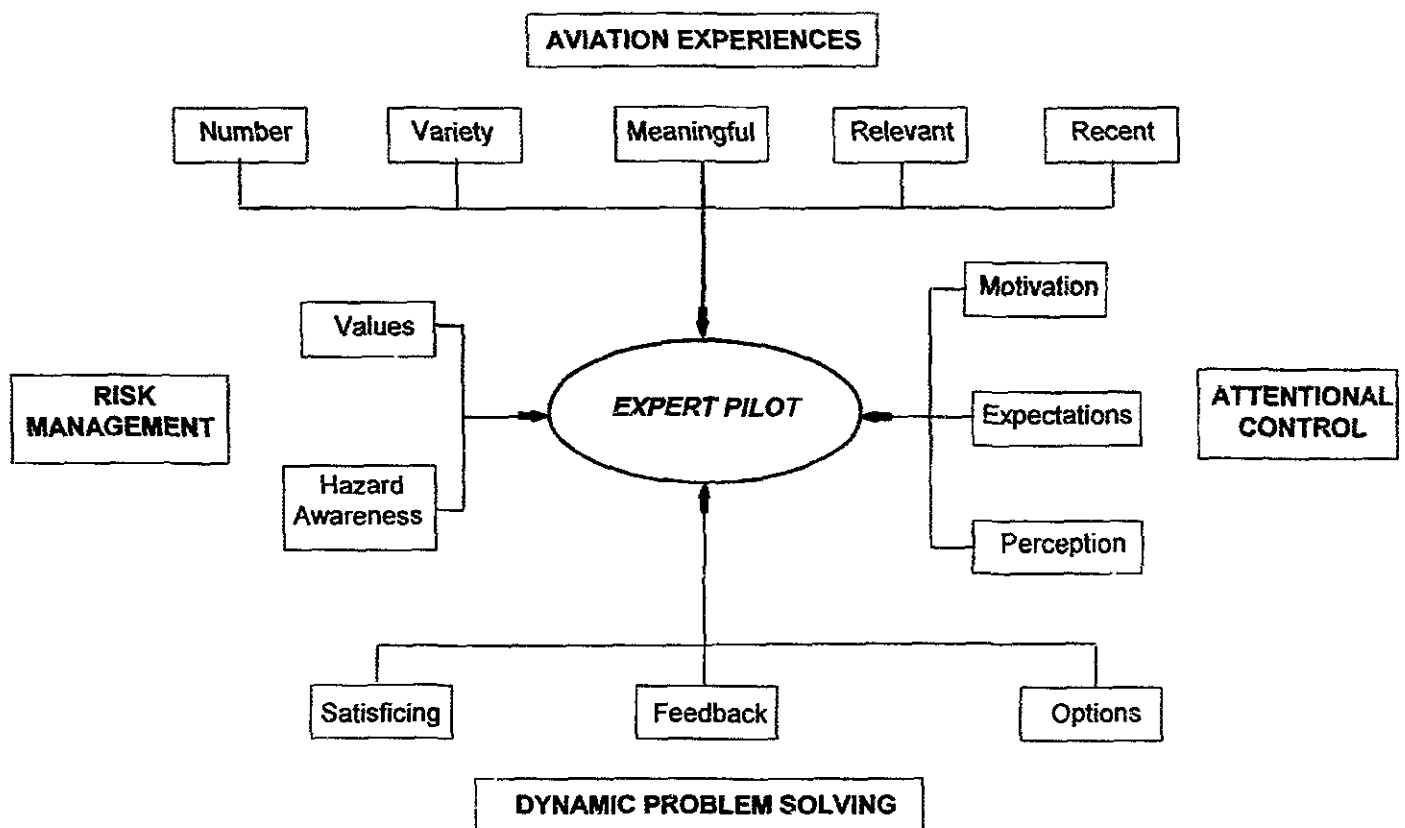 AVIATION EXPERIENCES
Number
Variety
Meaningful
Relevant
Recent
Motivation
Values
RISK
MANAGEMENT
EXPERT PILOT
Expectations
ATTENTIONAL
CONTROL
Hazard
Awareness
Perception
Satisficing
Feedback
Options
DYNAMIC PROBLEM SOLVING